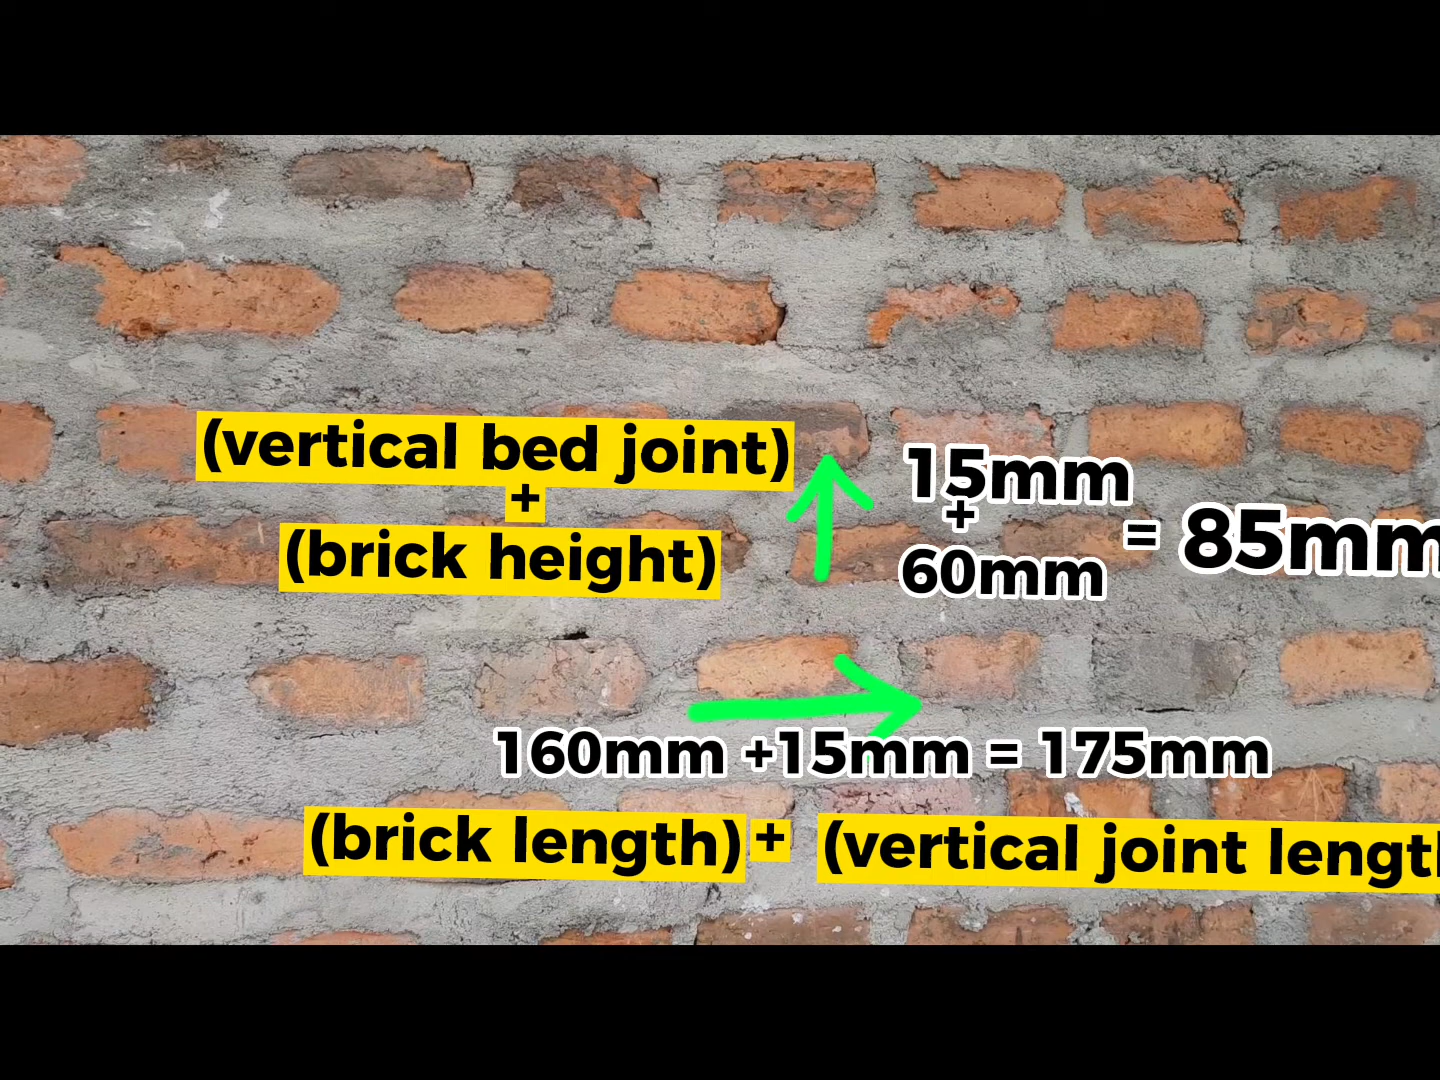 (vertical bed joint)
+
(brick height)
15mm
+
60mm
= 85mm
160mm +15mm = 175mm
(brick length) + (vertical joint lengt